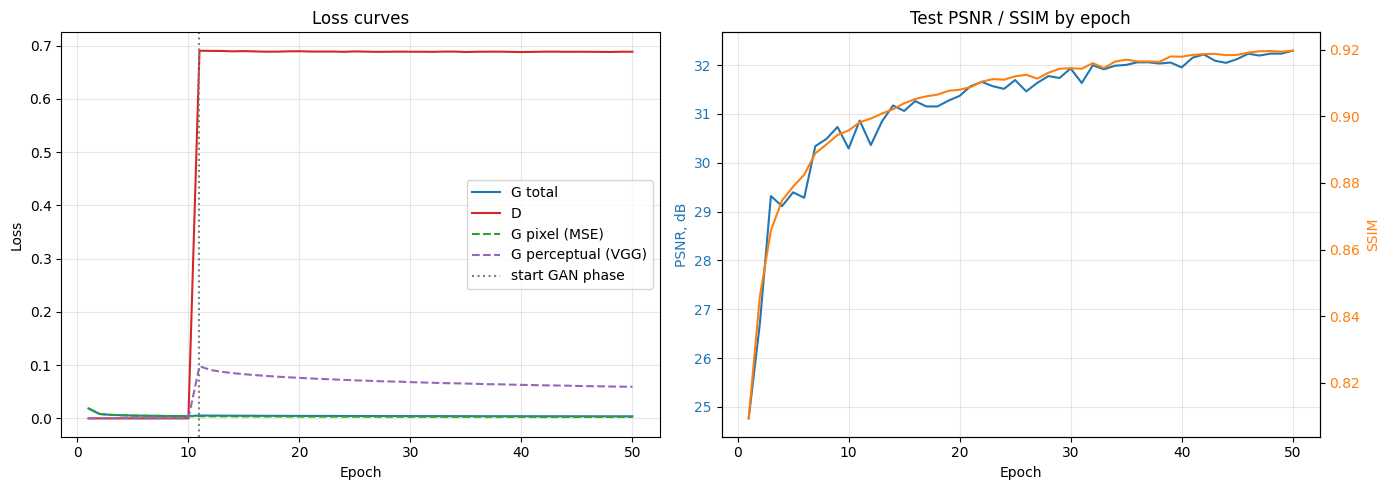 Loss curves
Loss
0.7
0.6
0.5
0.4
0.3
0.2
0.1
0.0
0
10
20
30
40
50
Epoch
G total
D
G pixel (MSE)
G perceptual (VGG)
start GAN phase
Test PSNR / SSIM by epoch
PSNR, dB
32
31
30
29
28
27
26
25
0
10
20
30
40
50
Epoch
0.92
0.90
0.88
0.86
0.84
0.82
SSIM